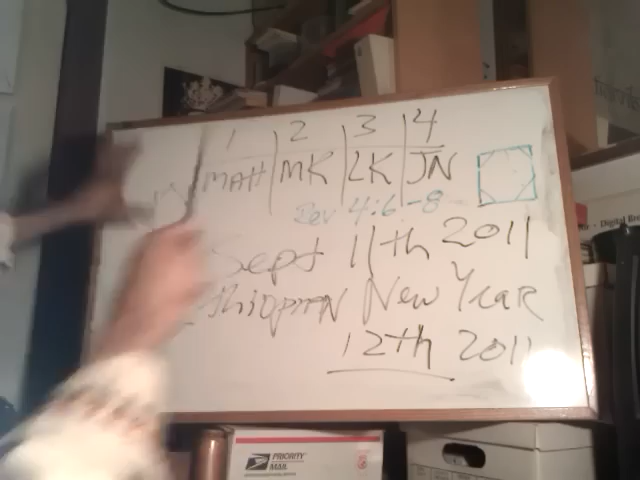 1 2 3 4
MAtt MK LK JN
Rev 4:6-8
Sept 11th 2011
New Year
12th 2011
PRIORITY
MAIL